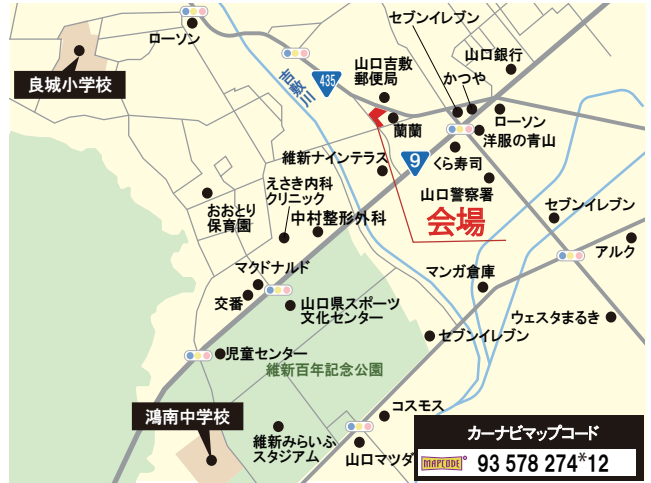 セブンイレブン
ローソン
山口銀行
山口吉敷
郵便局
かつや
良城小学校
吉敷川
435
蘭蘭
ローソン
洋服の青山
維新ナインテラス
9
くら寿司
えさき内科
クリニック
山口警察署
おおとり
保育園
中村整形外科
会場
セブンイレブン
アルク
マクドナルド
マンガ倉庫
交番
山口県スポーツ
文化センター
ウェスタまるき
セブンイレブン
児童センター
維新百年記念公園
鴻南中学校
コスモス
維新みらいふ
スタジアム
山口マツダ
カーナビマップコード
MAPCODE® 93 578 274*12